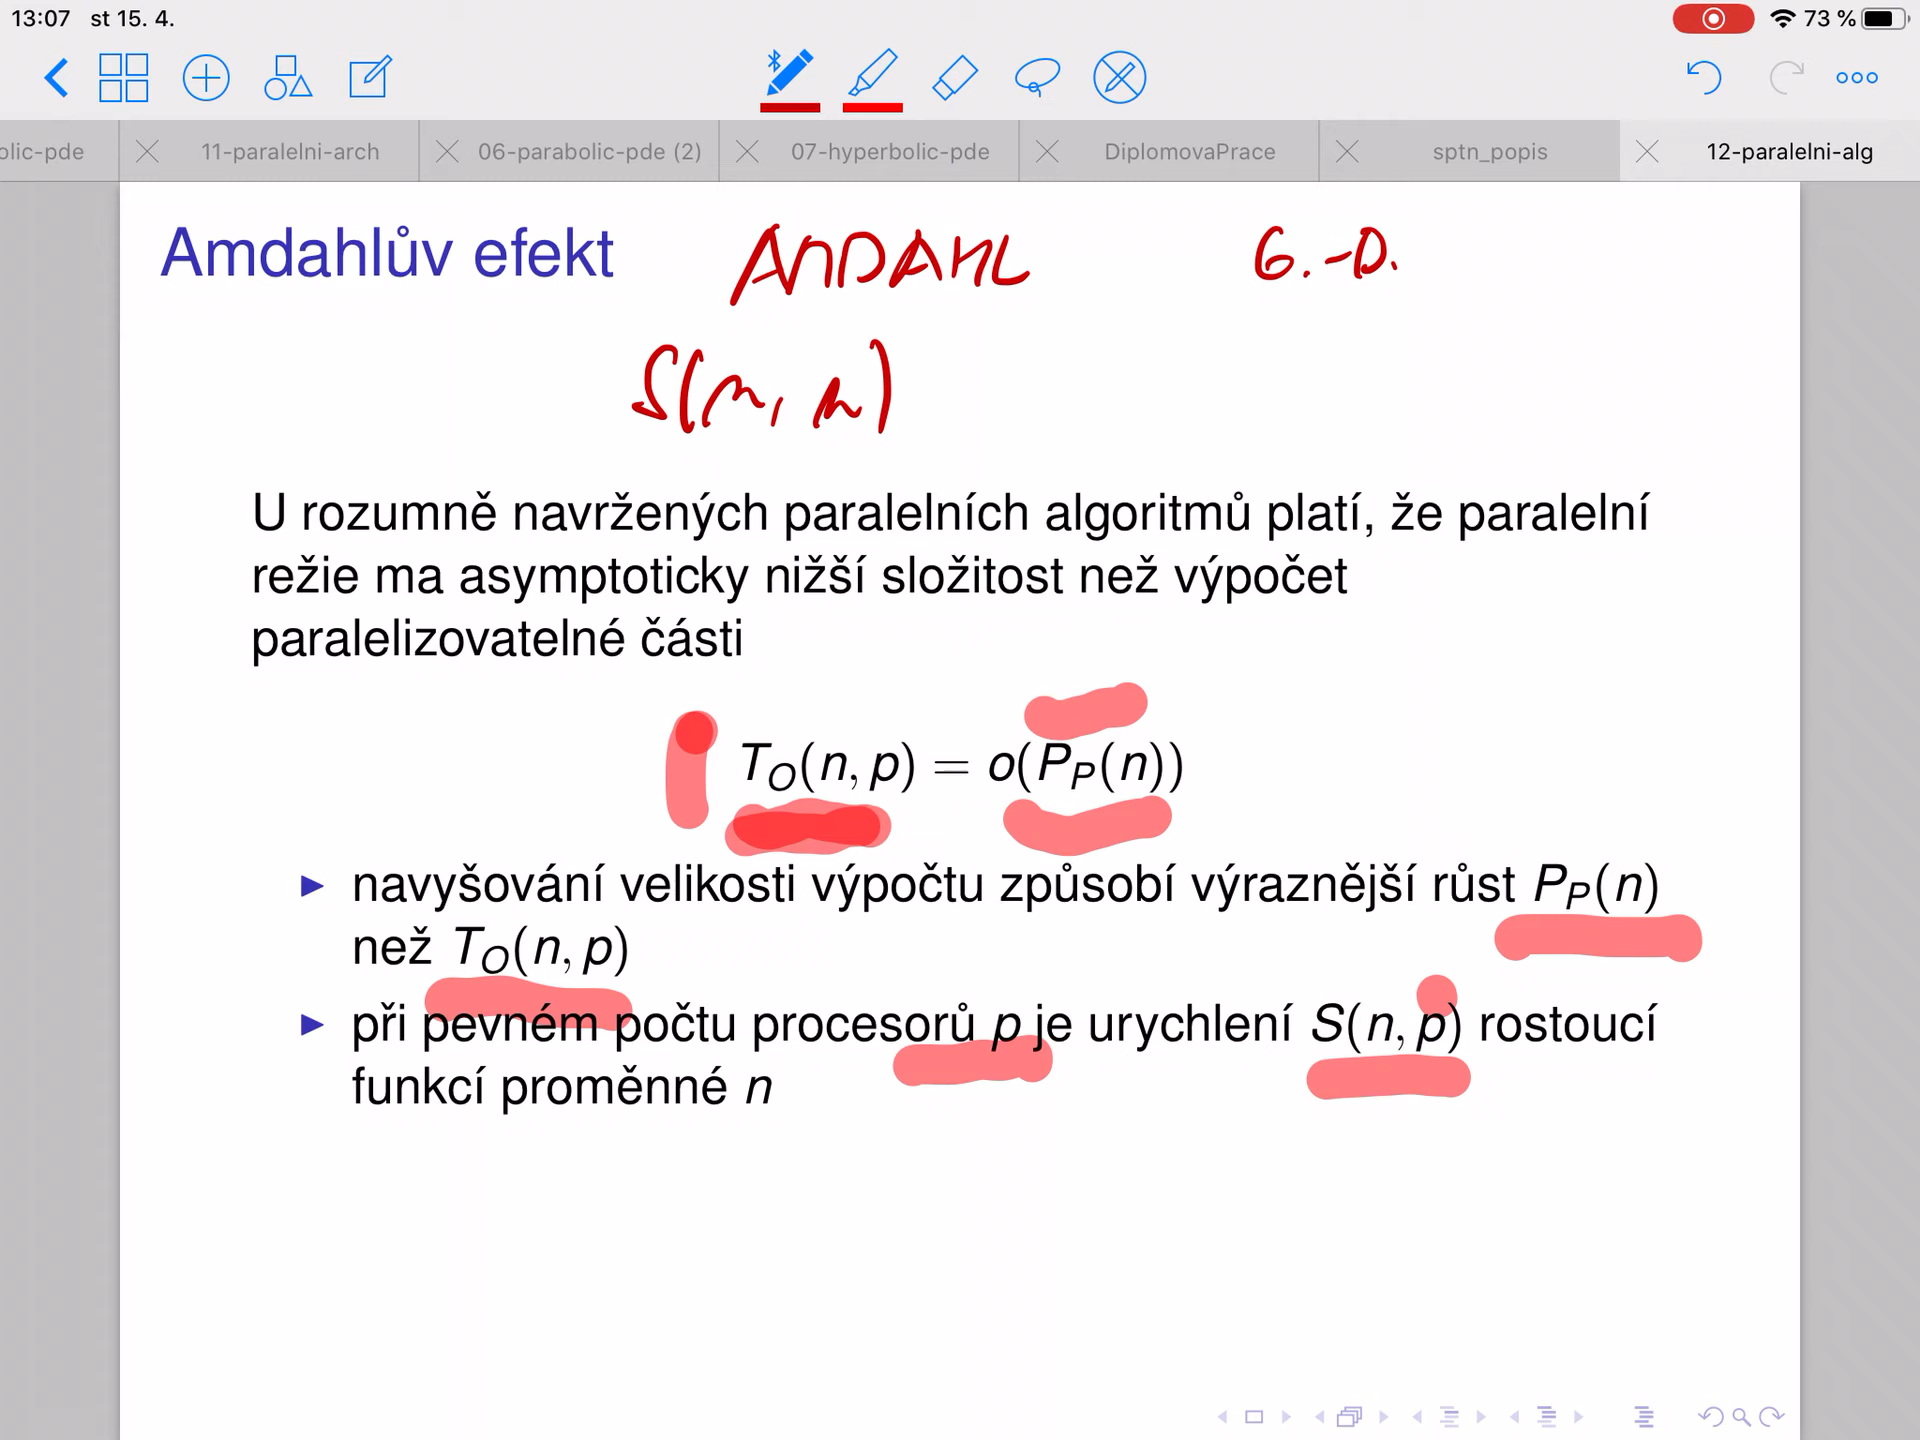 13:07 st 15. 4. 73 %
olic-pde 11-paralelni-arch 06-parabolic-pde (2) 07-hyperbolic-pde DiplomovaPrace sptn_popis 12-paralelni-alg
Amdahlův efekt AMDAHL G.-B.
U rozumně navržených paralelních algoritmů platí, že paralelní
režie ma asymptoticky nižší složitost než výpočet
paralelizovatelné části
T_O(n, p) = o(P_P(n))
▶ navyšování velikosti výpočtu způsobí výraznější růst P_P(n)
než T_O(n, p)
▶ při pevném počtu procesorů p je urychlení S(n, p) rostoucí
funkcí proměnné n